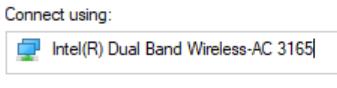 Connect using:
Intel(R) Dual Band Wireless-AC 3165